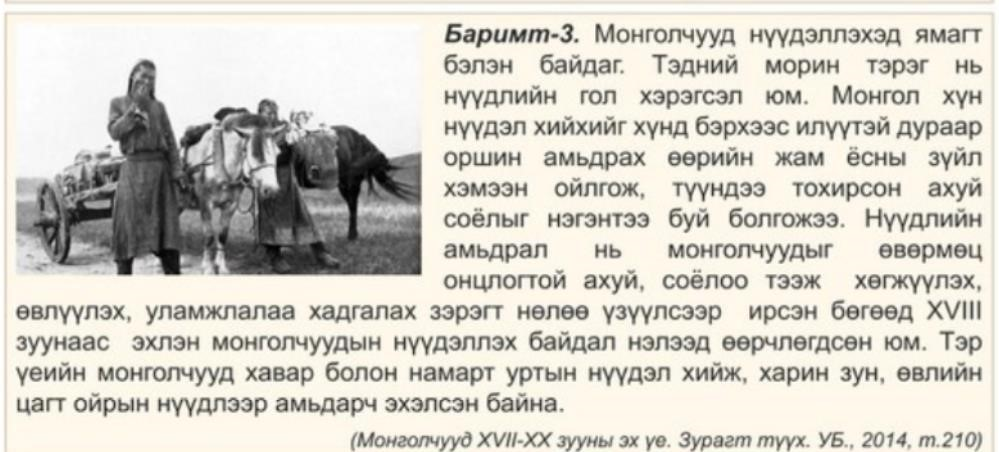 Баримт-3. Монголчууд нүүдэллэхэд ямагт
бэлэн байдаг. Тэдний морин тэрэг нь
нүүдлийн гол хэрэгсэл юм. Монгол хүн
нүүдэл хийхийг хүнд бэрхээс илүүтэй дураар
оршин амьдрах өөрийн жам ёсны зүйл
хэмээн ойлгож, түүндээ тохирсон ахуй
соёлыг нэгэнтээ буй болгожээ. Нүүдлийн
амьдрал нь монголчуудыг өвөрмөц
онцлогтой ахуй, соёлоо тээж хөгжүүлэх,
өвлүүлэх, уламжлалаа хадгалах зэрэгт нөлөө үзүүлсээр ирсэн бөгөөд XVIII
зуунаас эхлэн монголчуудын нүүдэллэх байдал нэлээд өөрчлөгдсөн юм. Тэр
үеийн монголчууд хавар болон намарт уртын нүүдэл хийж, харин зун, өвлийн
цагт ойрын нүүдлээр амьдарч эхэлсэн байна.
(Монголчууд XVII-XX зууны эх үе. Зурагт түүх. УБ., 2014, т.210)